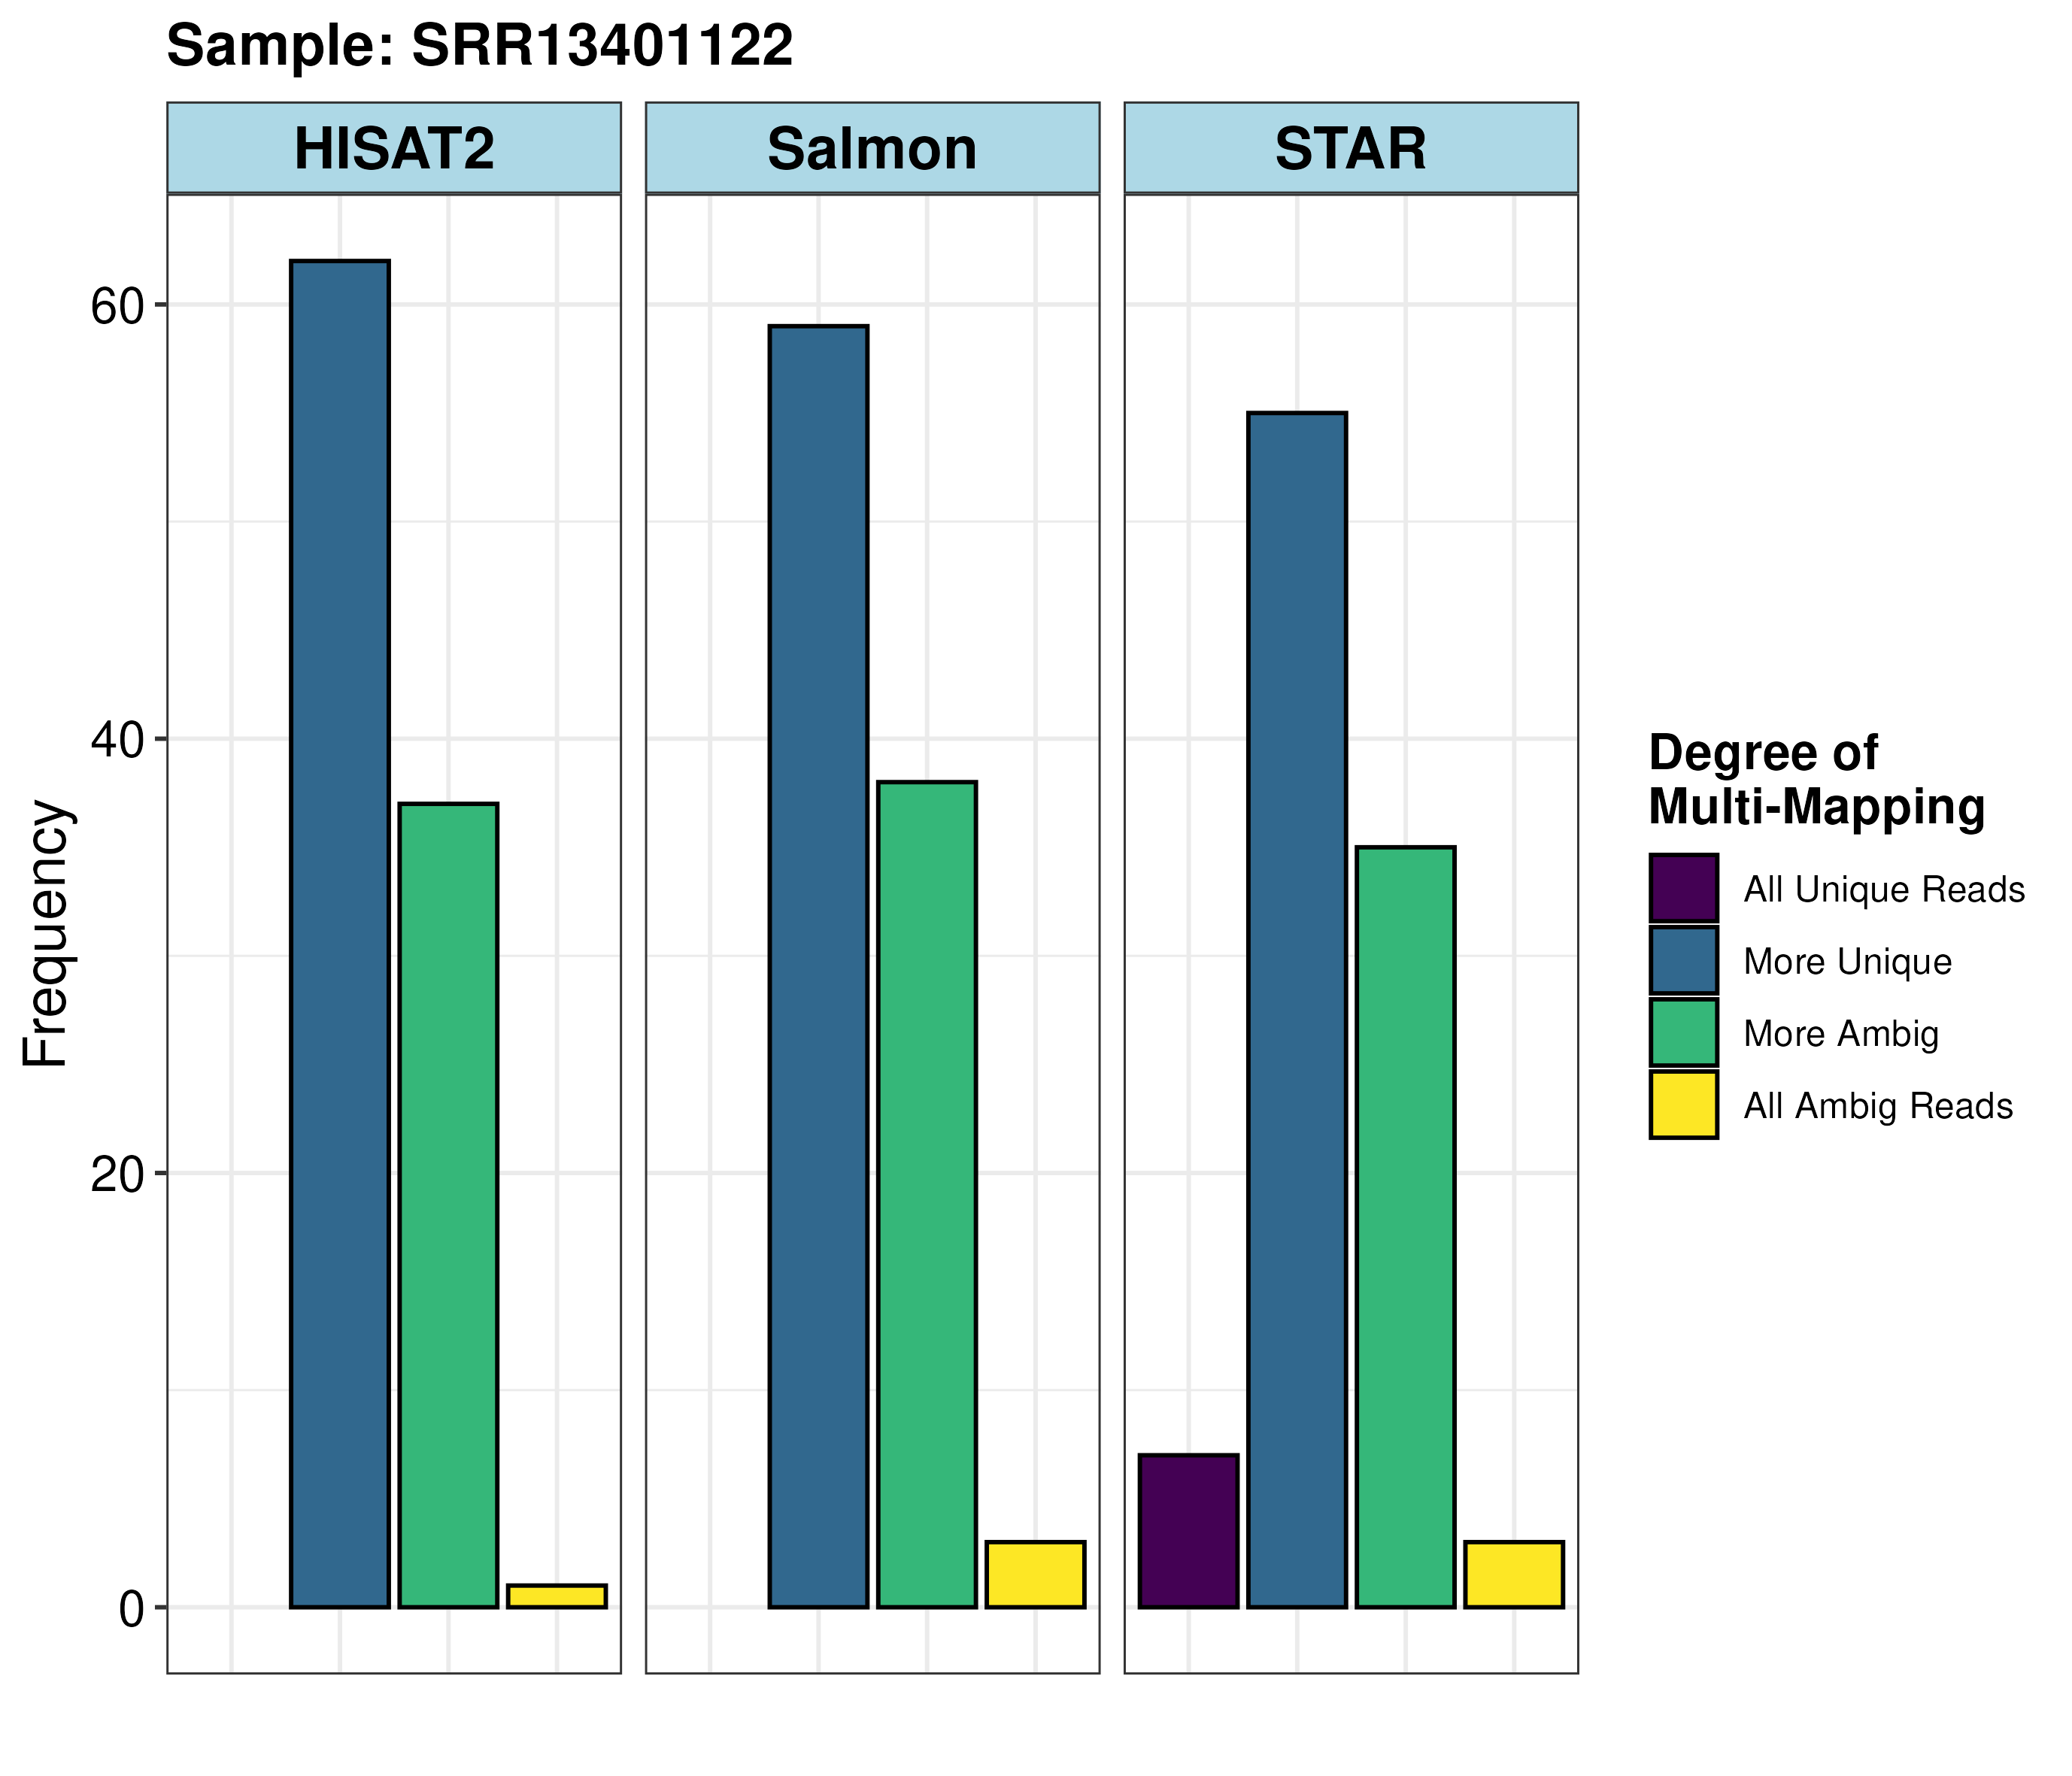 Sample: SRR13401122
HISAT2
Salmon
STAR
60
40
20
0
Frequency
Degree of
Multi-Mapping
All Unique Reads
More Unique
More Ambig
All Ambig Reads